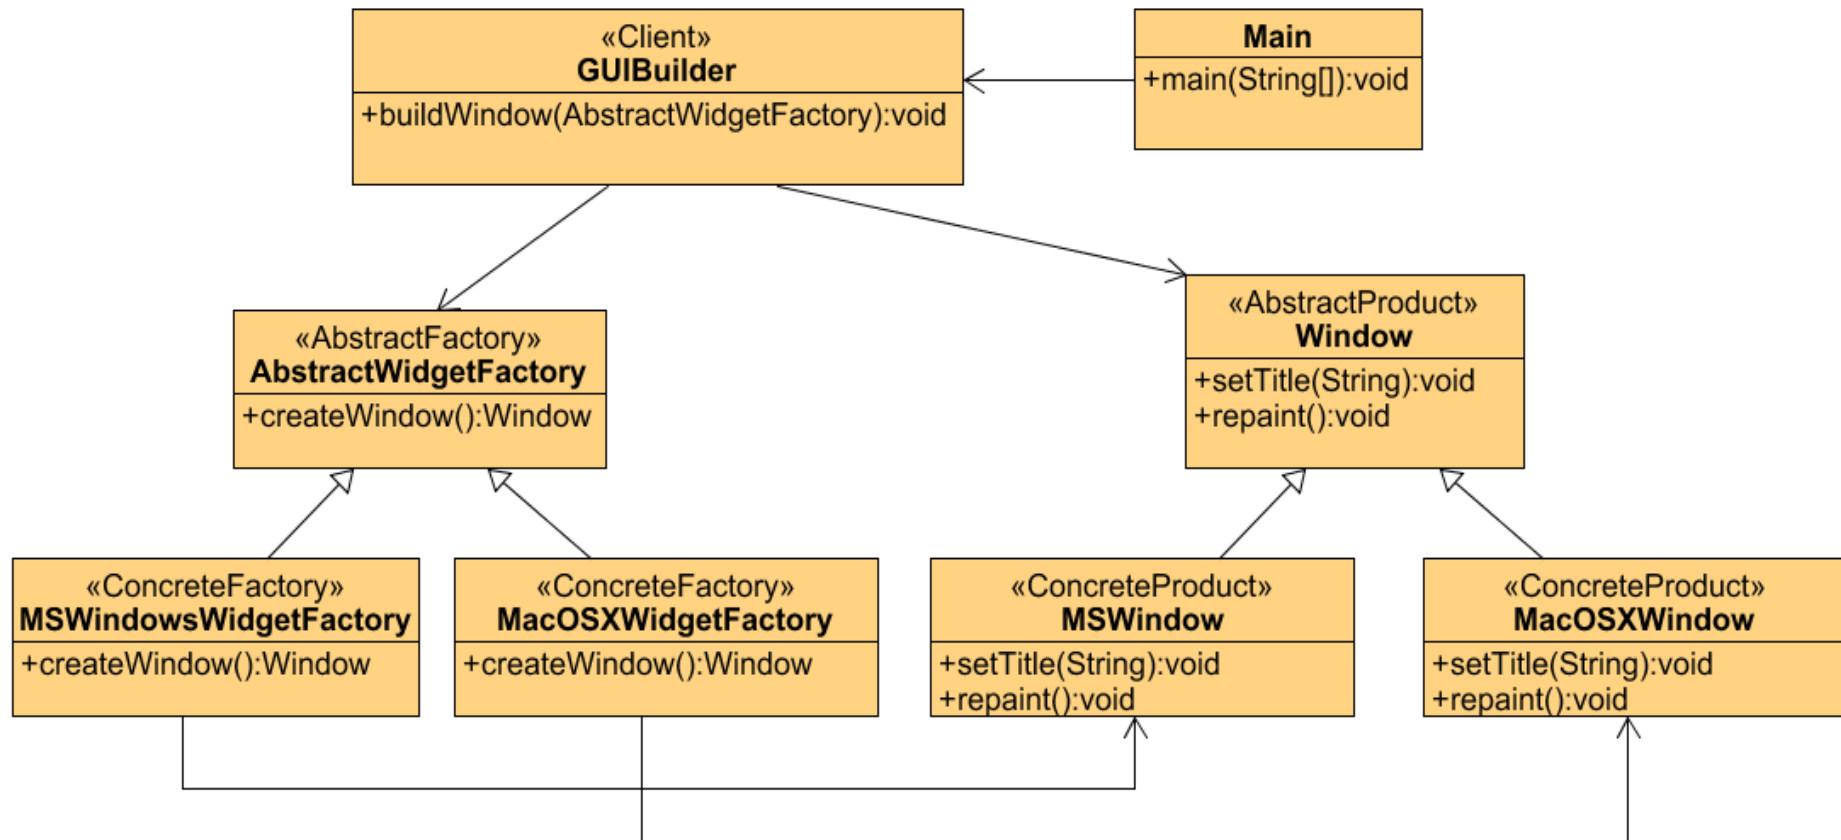 «Client»
GUIBuilder
+buildWindow(AbstractWidgetFactory):void
Main
+main(String[]):void
«AbstractFactory»
AbstractWidgetFactory
+createWindow():Window
«AbstractProduct»
Window
+setTitle(String):void
+repaint():void
«ConcreteFactory»
MSWindowsWidgetFactory
+createWindow():Window
«ConcreteFactory»
MacOSXWidgetFactory
+createWindow():Window
«ConcreteProduct»
MSWindow
+setTitle(String):void
+repaint():void
«ConcreteProduct»
MacOSXWindow
+setTitle(String):void
+repaint():void